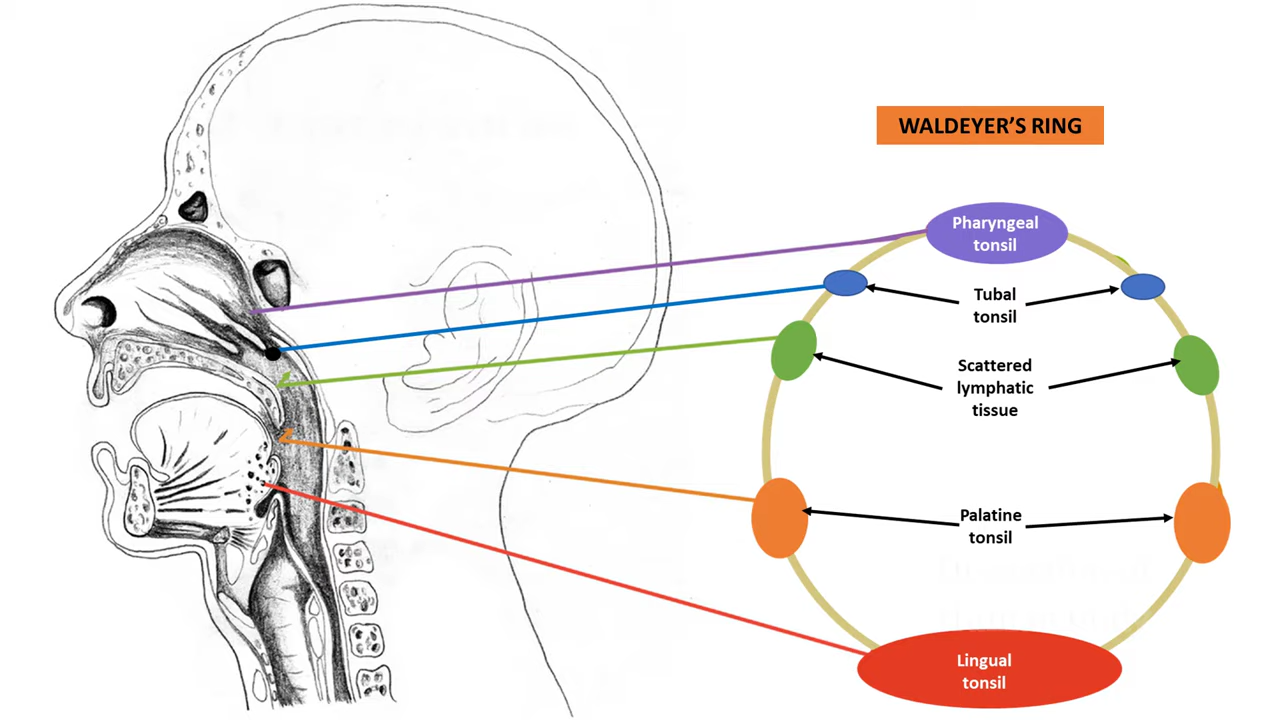 WALDEYER’S RING
Pharyngeal
tonsil
Tubal
tonsil
Scattered
lymphatic
tissue
Palatine
tonsil
Lingual
tonsil